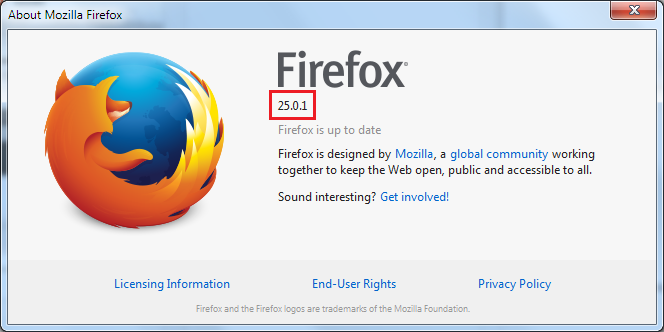 About Mozilla Firefox
Firefox
25.0.1
Firefox is up to date
Firefox is designed by Mozilla, a global community working
together to keep the Web open, public and accessible to all.
Sound interesting? Get involved!
Licensing Information End-User Rights Privacy Policy
Firefox and the Firefox logos are trademarks of the Mozilla Foundation.